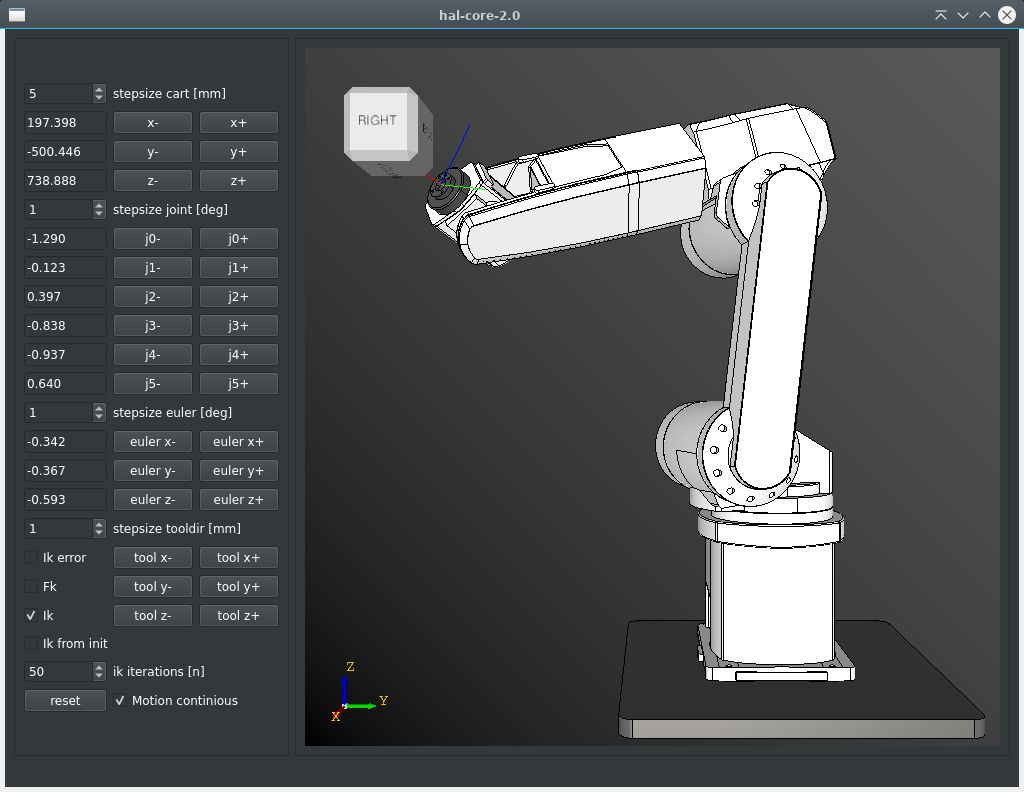 hal-core-2.0
5 stepsize cart [mm]
197.398 x- x+
-500.446 y- y+
738.888 z- z+
1 stepsize joint [deg]
-1.290 j0- j0+
-0.123 j1- j1+
0.397 j2- j2+
-0.838 j3- j3+
-0.937 j4- j4+
0.640 j5- j5+
1 stepsize euler [deg]
-0.342 euler x- euler x+
-0.367 euler y- euler y+
-0.593 euler z- euler z+
1 stepsize tooldir [mm]
Ik error tool x- tool x+
Fk tool y- tool y+
Ik tool z- tool z+
Ik from init
50 ik iterations [n]
reset Motion continious
RIGHT
Z
Y
X